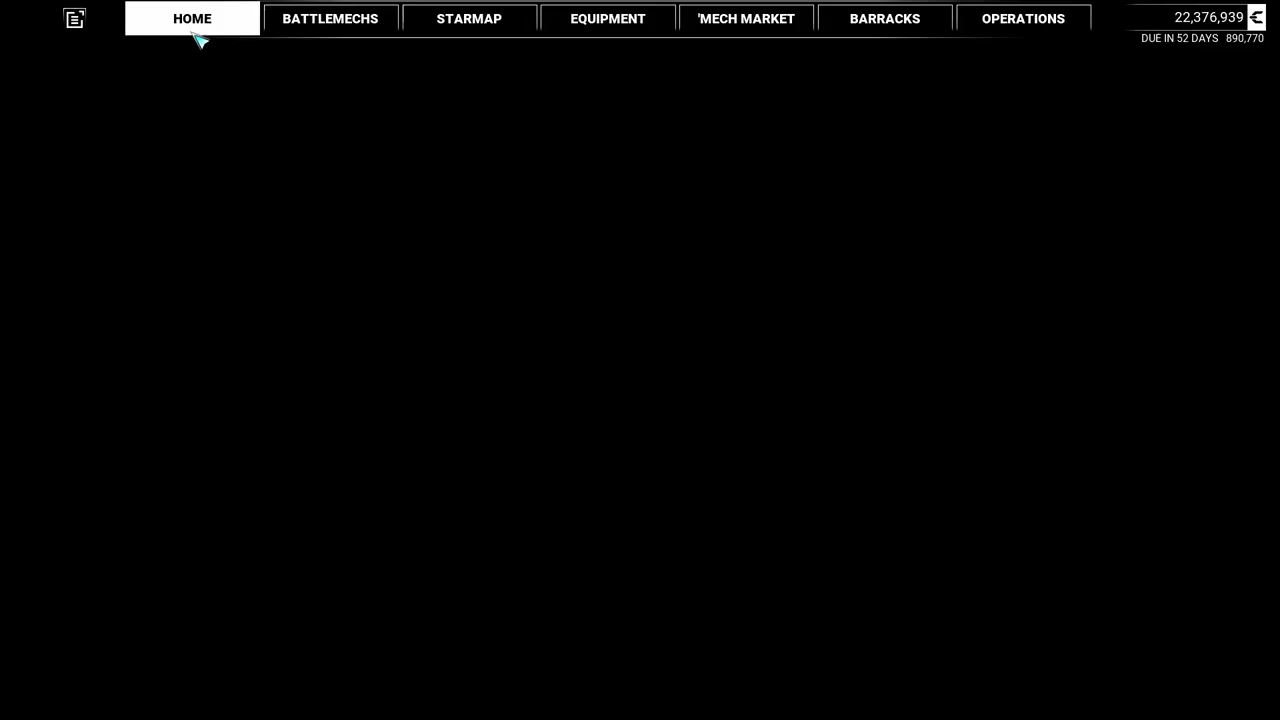 HOME
BATTLEMECHS
STARMAP
EQUIPMENT
'MECH MARKET
BARRACKS
OPERATIONS
22,376,939
DUE IN 52 DAYS 890,770